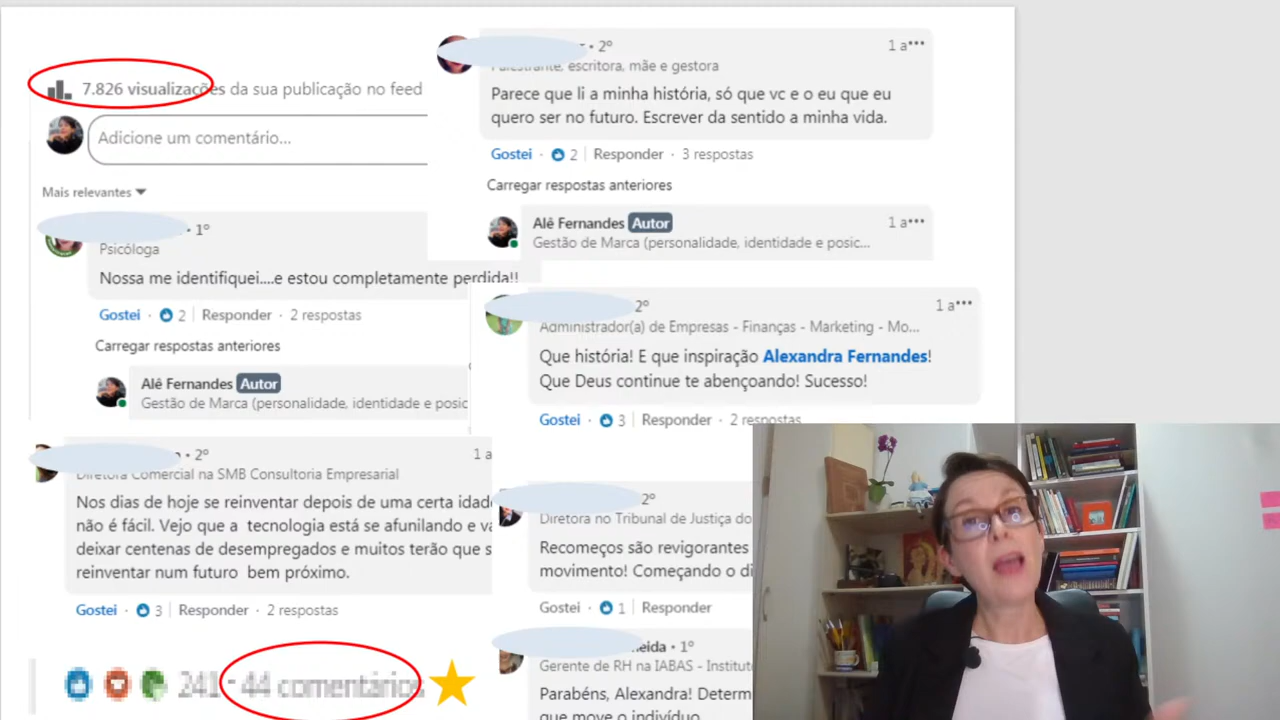 7.826 visualizações da sua publicação no feed
Adicione um comentário...
Mais relevantes
1º
Psicóloga
Nossa me identifiquei....e estou completamente perdida!!
Gostei · 2 | Responder · 2 respostas
Carregar respostas anteriores
Alê Fernandes Autor
Gestão de Marca (personalidade, identidade e posic
2º
1 a
Diretora Comercial na SMB Consultoria Empresarial
Nos dias de hoje se reinventar depois de uma certa idade
não é fácil. Vejo que a tecnologia está se afunilando e va
deixar centenas de desempregados e muitos terão que s
reinventar num futuro bem próximo.
Gostei · 3 | Responder · 2 respostas
241 · 44 comentários
2º
1 a•••
Palestrante, escritora, mãe e gestora
Parece que li a minha história, só que vc e o eu que eu
quero ser no futuro. Escrever da sentido a minha vida.
Gostei · 2 | Responder · 3 respostas
Carregar respostas anteriores
Alê Fernandes Autor
1 a•••
Gestão de Marca (personalidade, identidade e posic...
2º
1 a•••
Administrador(a) de Empresas - Finanças - Marketing - Mo...
Que história! E que inspiração Alexandra Fernandes!
Que Deus continue te abençoando! Sucesso!
Gostei · 3 | Responder · 2 respostas
2º
Diretora no Tribunal de Justiça do
Recomeços são revigorantes
movimento! Começando o di
Gostei · 1 | Responder
eida • 1º
Gerente de RH na IABAS - Institut
Parabéns, Alexandra! Determ
que move o indivíduo